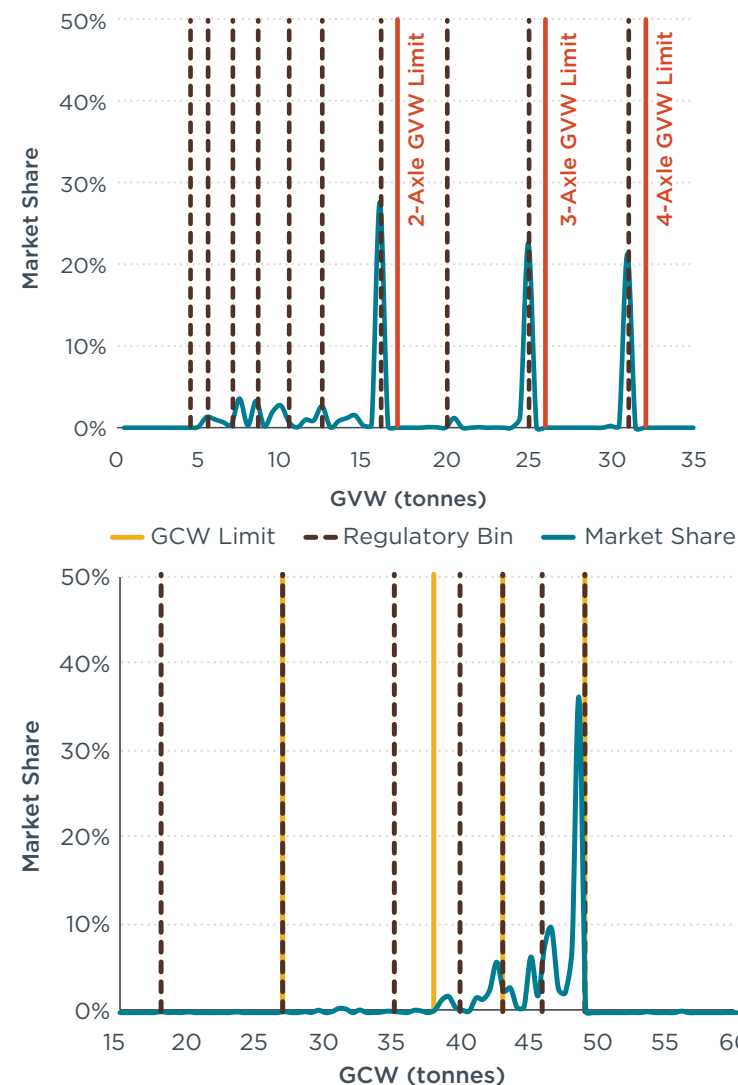 50%
40%
30%
20%
10%
0%
Market Share
2-Axle GVW Limit
3-Axle GVW Limit
4-Axle GVW Limit
0 5 10 15 20 25 30 35
GVW (tonnes)
GCW Limit Regulatory Bin Market Share
50%
40%
30%
20%
10%
0%
Market Share
15 20 25 30 35 40 45 50 55 60
GCW (tonnes)